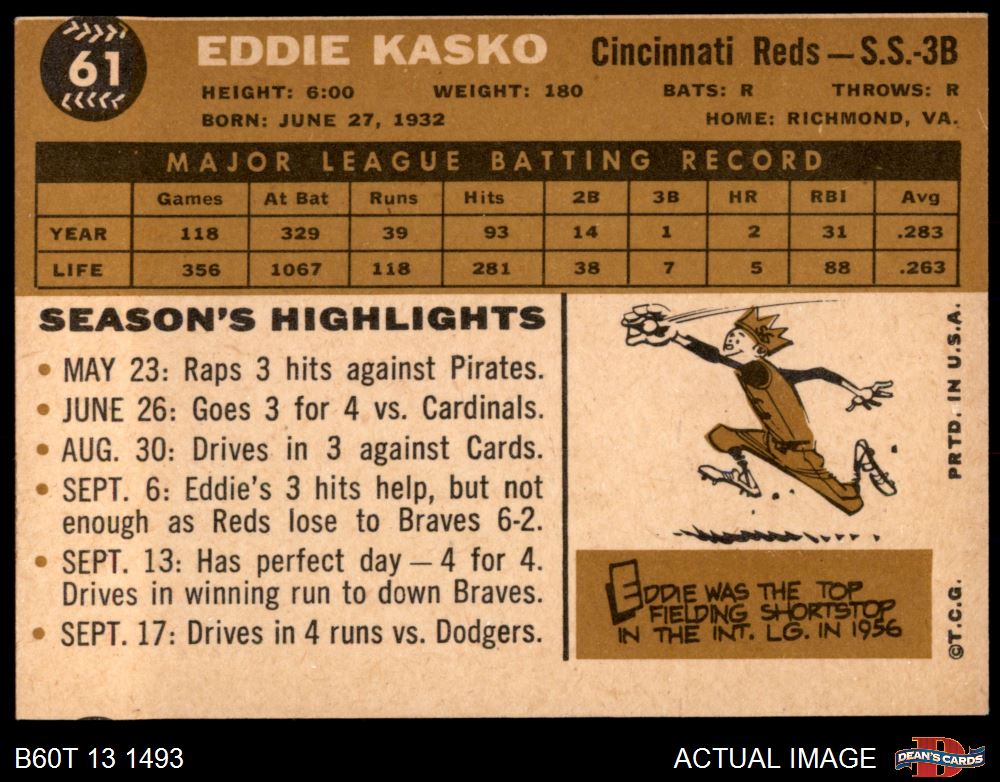 61
EDDIE KASKO
Cincinnati Reds — S.S.-3B
HEIGHT: 6:00 WEIGHT: 180 BATS: R THROWS: R
BORN: JUNE 27, 1932 HOME: RICHMOND, VA.
MAJOR LEAGUE BATTING RECORD
Games At Bat Runs Hits 2B 3B HR RBI Avg
YEAR 118 329 39 93 14 1 2 31 .283
LIFE 356 1067 118 281 38 7 5 88 .263
SEASON'S HIGHLIGHTS
• MAY 23: Raps 3 hits against Pirates.
• JUNE 26: Goes 3 for 4 vs. Cardinals.
• AUG. 30: Drives in 3 against Cards.
• SEPT. 6: Eddie's 3 hits help, but not
enough as Reds lose to Braves 6-2.
• SEPT. 13: Has perfect day — 4 for 4.
Drives in winning run to down Braves.
• SEPT. 17: Drives in 4 runs vs. Dodgers.
EDDIE WAS THE TOP
FIELDING SHORTSTOP
IN THE INT. LG. IN 1956
PRTD. IN U.S.A.
©T.C.G.
B60T 13 1493
ACTUAL IMAGE
D
DEAN'S CARDS